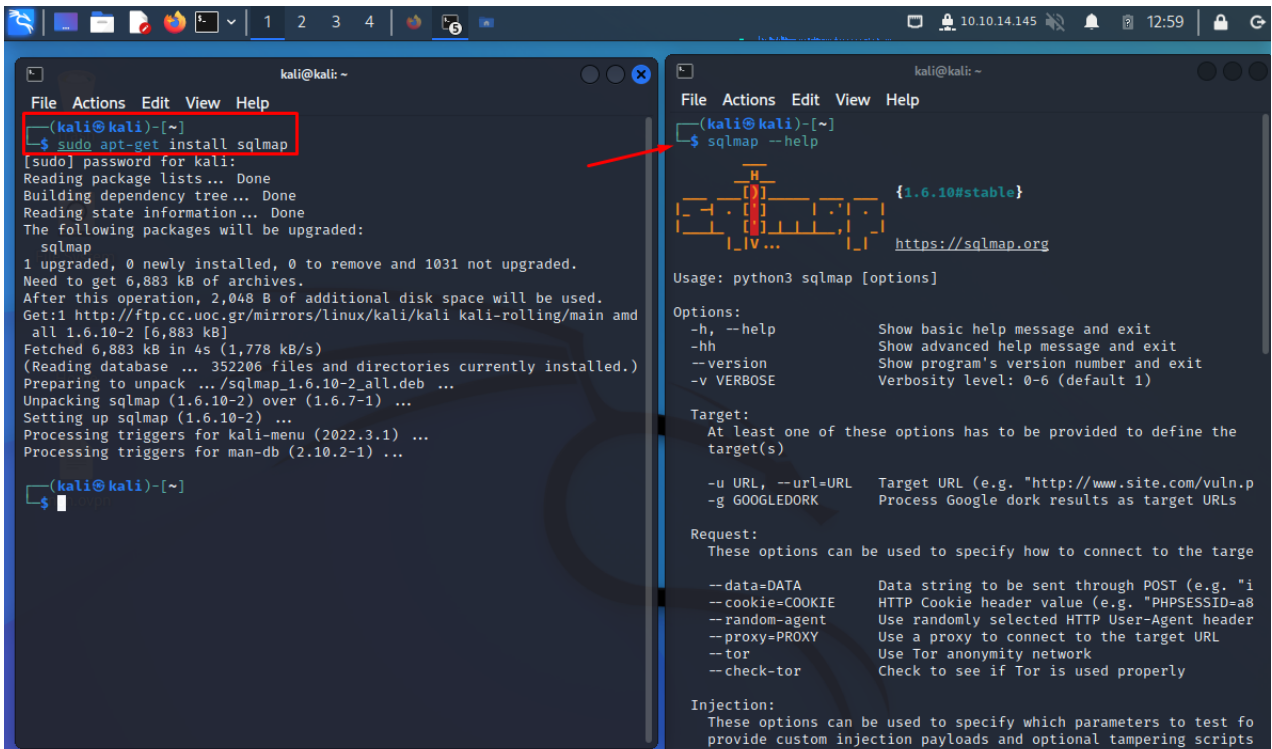 1 2 3 4 5 10.10.14.145 12:59
kali@kali: ~
File Actions Edit View Help
(kali㉿kali)-[~]
$ sudo apt-get install sqlmap
[sudo] password for kali:
Reading package lists... Done
Building dependency tree... Done
Reading state information... Done
The following packages will be upgraded:
sqlmap
1 upgraded, 0 newly installed, 0 to remove and 1031 not upgraded.
Need to get 6,883 kB of archives.
After this operation, 2,048 B of additional disk space will be used.
Get:1 http://ftp.cc.uoc.gr/mirrors/linux/kali/kali kali-rolling/main amd
all 1.6.10-2 [6,883 kB]
Fetched 6,883 kB in 4s (1,778 kB/s)
(Reading database ... 352206 files and directories currently installed.)
Preparing to unpack .../sqlmap_1.6.10-2_all.deb ...
Unpacking sqlmap (1.6.10-2) over (1.6.7-1) ...
Setting up sqlmap (1.6.10-2) ...
Processing triggers for kali-menu (2022.3.1) ...
Processing triggers for man-db (2.10.2-1) ...
(kali㉿kali)-[~]
$
kali@kali: ~
File Actions Edit View Help
(kali㉿kali)-[~]
$ sqlmap --help
{1.6.10#stable}
https://sqlmap.org
Usage: python3 sqlmap [options]
Options:
-h, --help Show basic help message and exit
-hh Show advanced help message and exit
--version Show program's version number and exit
-v VERBOSE Verbosity level: 0-6 (default 1)
Target:
At least one of these options has to be provided to define the
target(s)
-u URL, --url=URL Target URL (e.g. "http://www.site.com/vuln.p
-g GOOGLEDORK Process Google dork results as target URLs
Request:
These options can be used to specify how to connect to the targe
--data=DATA Data string to be sent through POST (e.g. "i
--cookie=COOKIE HTTP Cookie header value (e.g. "PHPSESSID=a8
--random-agent Use randomly selected HTTP User-Agent header
--proxy=PROXY Use a proxy to connect to the target URL
--tor Use Tor anonymity network
--check-tor Check to see if Tor is used properly
Injection:
These options can be used to specify which parameters to test fo
provide custom injection payloads and optional tampering scripts